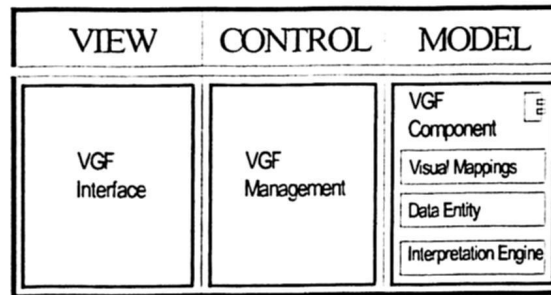 VIEW CONTROL MODEL
VGF
Interface
VGF
Management
VGF
Component
Visual Mappings
Data Entity
Interpretation Engine